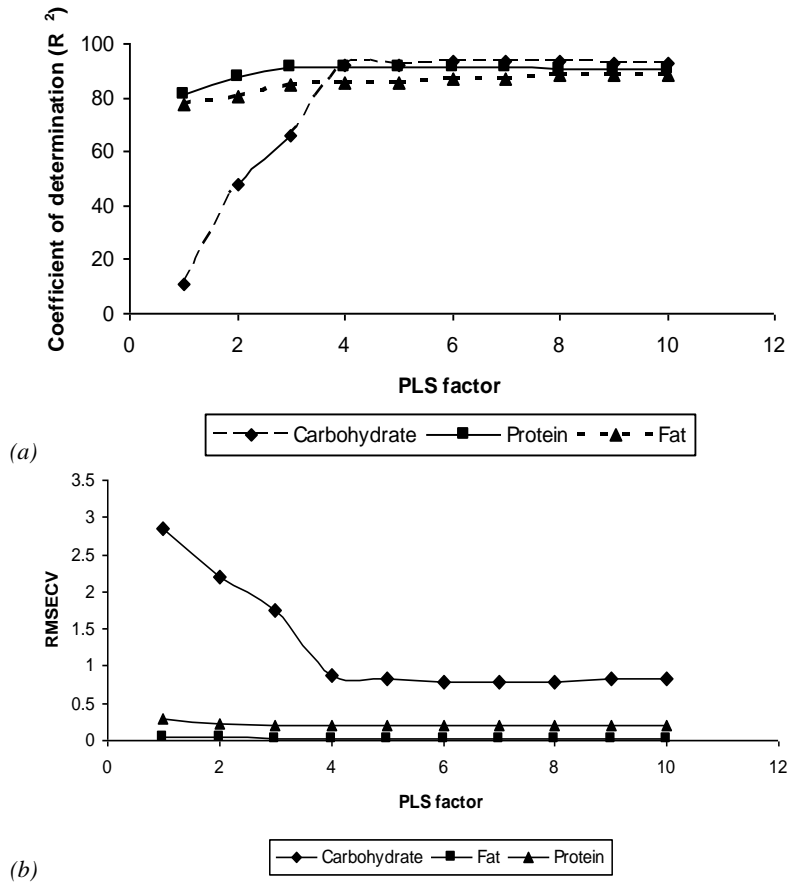 Coefficient of determination (R ²)
100
80
60
40
20
0
0 2 4 6 8 10 12
PLS factor
Carbohydrate Protein Fat
(a)
3.5
3
2.5
2
1.5
1
0.5
0
RMSECV
0 2 4 6 8 10 12
PLS factor
Carbohydrate Fat Protein
(b)